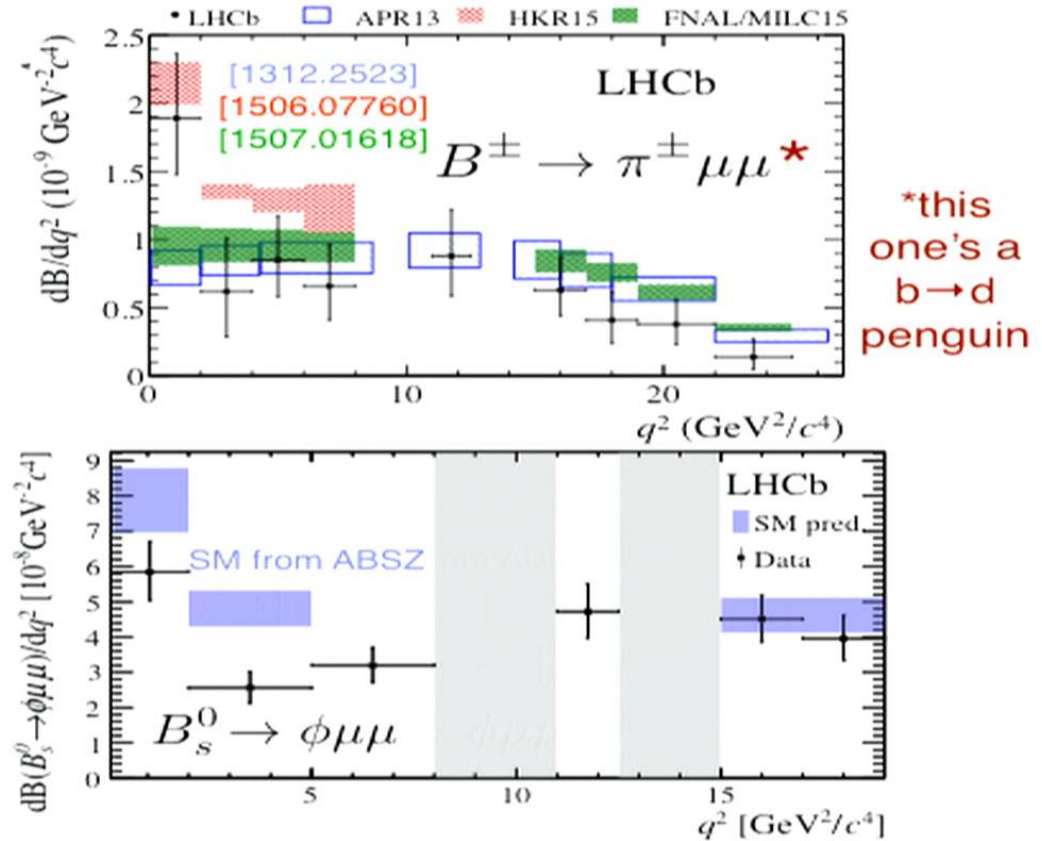 LHCb APR13 HKR15 FNAL/MILC15
dB/dq² (10⁻⁹ GeV⁻²c⁴)
2.5
2
1.5
1
0.5
0
[1312.2523]
[1506.07760]
[1507.01618]
LHCb
B± → π± μμ*
*this
one's a
b→d
penguin
0 10 20
q² (GeV²/c⁴)
dB(B⁰s→ϕμμ)/dq² [10⁻⁸GeV⁻²c⁴]
9
8
7
6
5
4
3
2
1
0
LHCb
SM pred.
Data
SM from ABSZ
B⁰s → ϕμμ
5 10 15
q² [GeV²/c⁴]